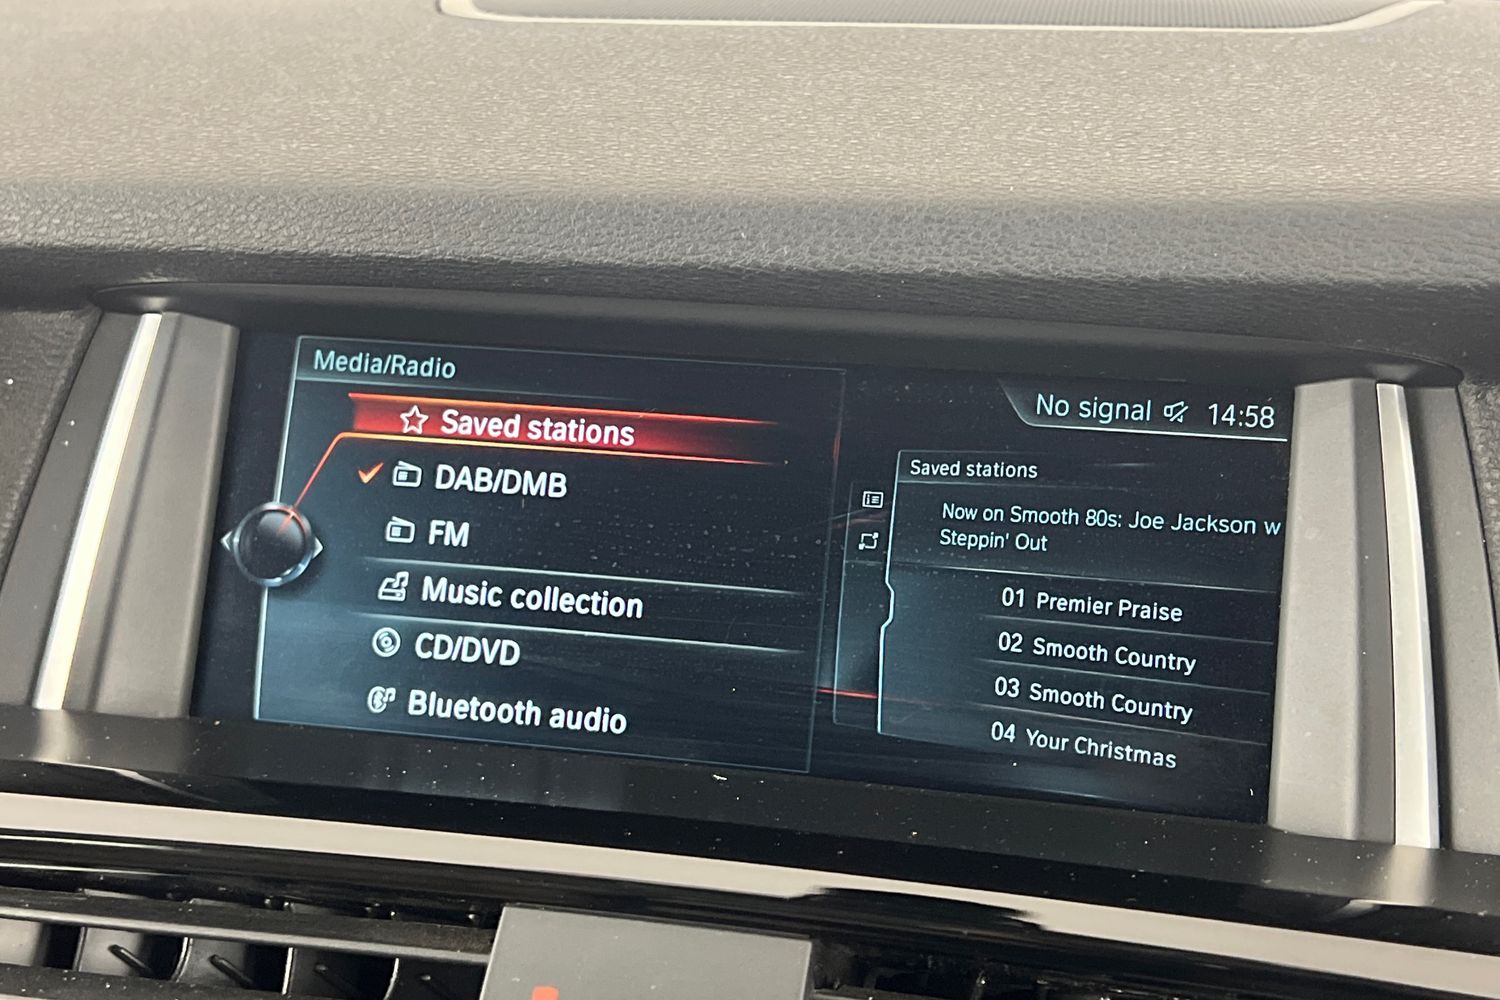 Media/Radio
Saved stations
DAB/DMB
FM
Music collection
CD/DVD
Bluetooth audio
No signal 14:58
Saved stations
Now on Smooth 80s: Joe Jackson w
Steppin' Out
01 Premier Praise
02 Smooth Country
03 Smooth Country
04 Your Christmas